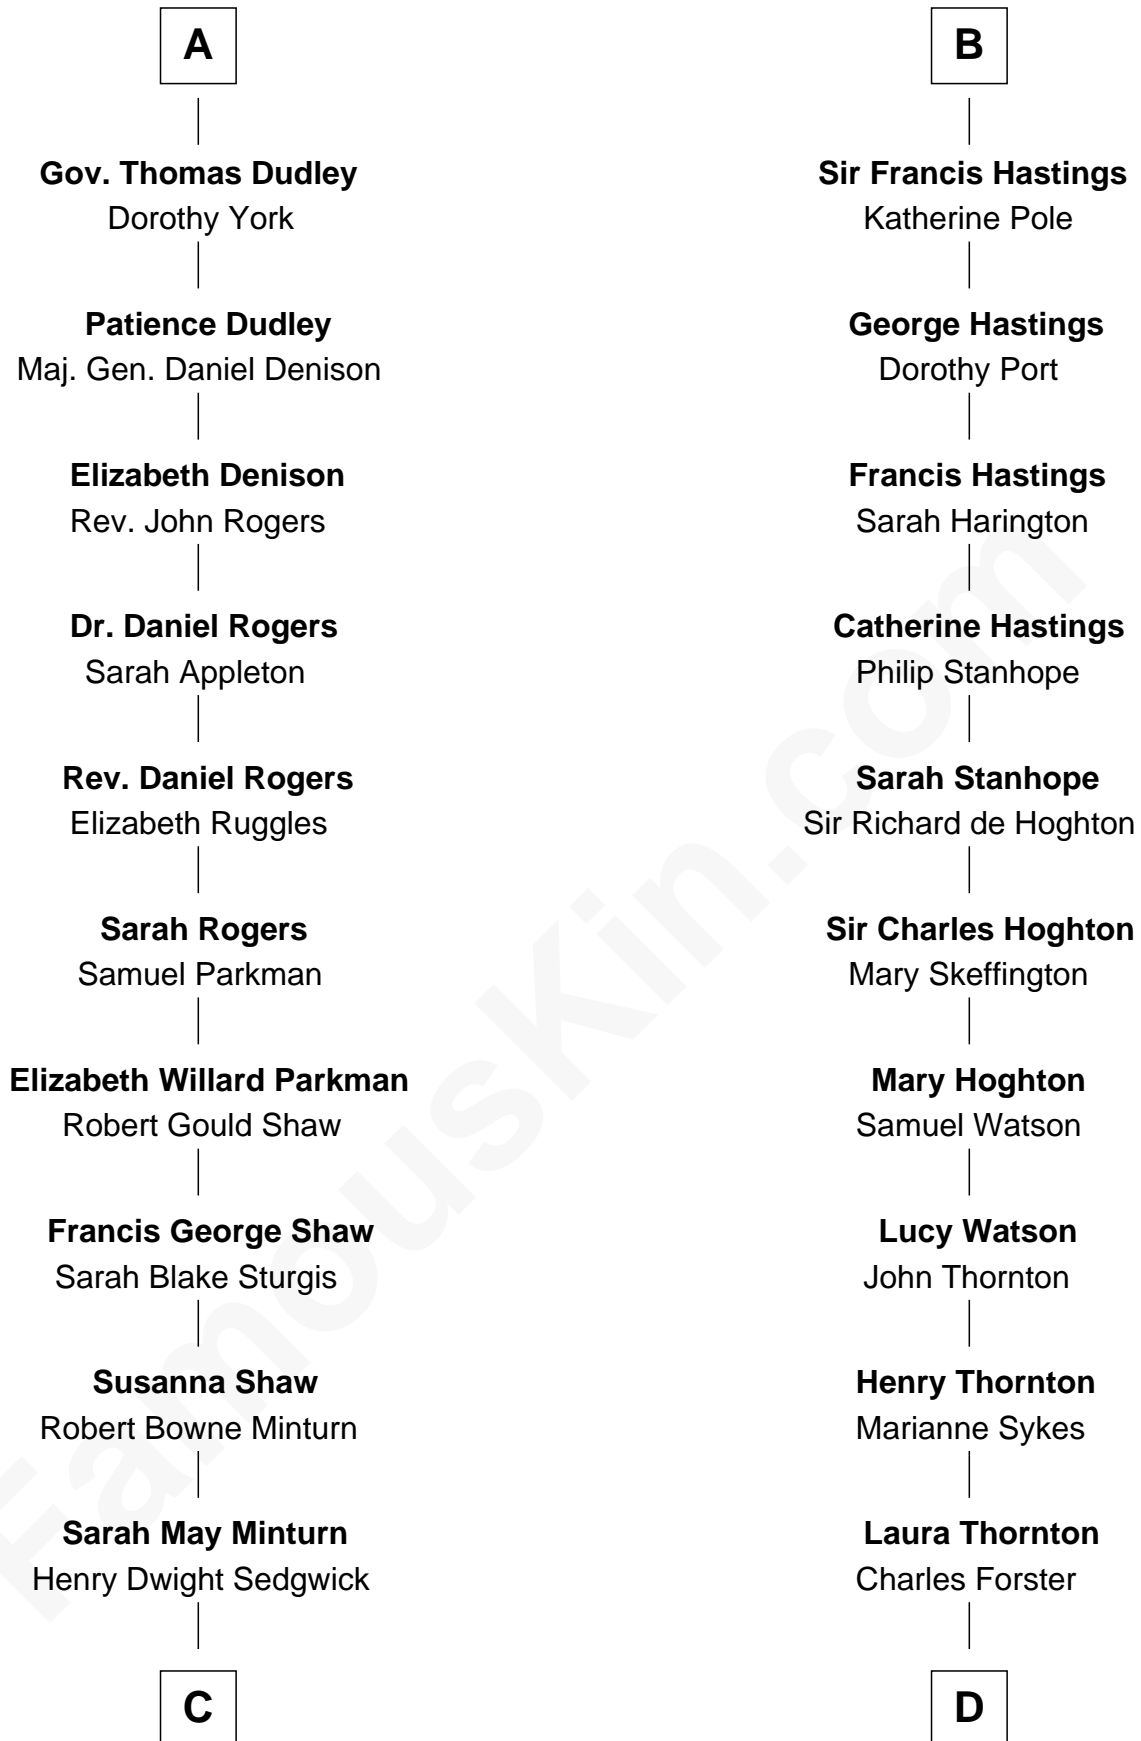 A
Gov. Thomas Dudley
Dorothy York
Patience Dudley
Maj. Gen. Daniel Denison
Elizabeth Denison
Rev. John Rogers
Dr. Daniel Rogers
Sarah Appleton
Rev. Daniel Rogers
Elizabeth Ruggles
Sarah Rogers
Samuel Parkman
Elizabeth Willard Parkman
Robert Gould Shaw
Francis George Shaw
Sarah Blake Sturgis
Susanna Shaw
Robert Bowne Minturn
Sarah May Minturn
Henry Dwight Sedgwick
C
B
Sir Francis Hastings
Katherine Pole
George Hastings
Dorothy Port
Francis Hastings
Sarah Harington
Catherine Hastings
Philip Stanhope
Sarah Stanhope
Sir Richard de Hoghton
Sir Charles Hoghton
Mary Skeffington
Mary Hoghton
Samuel Watson
Lucy Watson
John Thornton
Henry Thornton
Marianne Sykes
Laura Thornton
Charles Forster
D
FamousKin.com